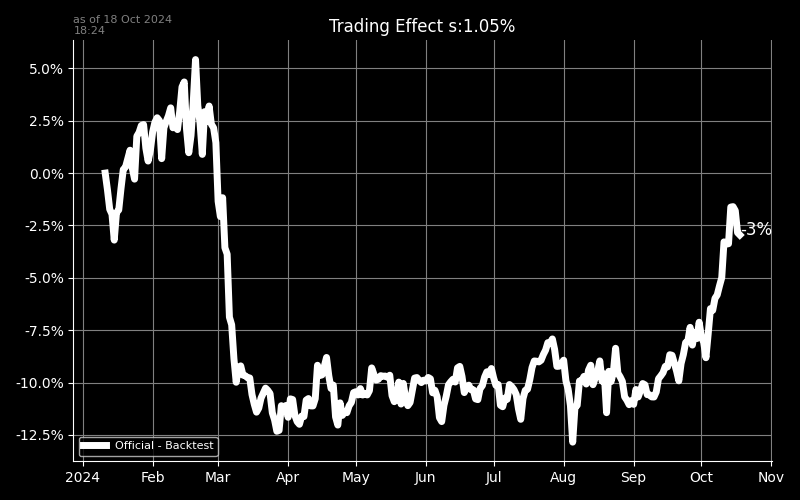 as of 18 Oct 2024
18:24
Trading Effect s:1.05%
5.0%
2.5%
0.0%
-2.5%
-5.0%
-7.5%
-10.0%
-12.5%
-3%
Official - Backtest
2024 Feb Mar Apr May Jun Jul Aug Sep Oct Nov